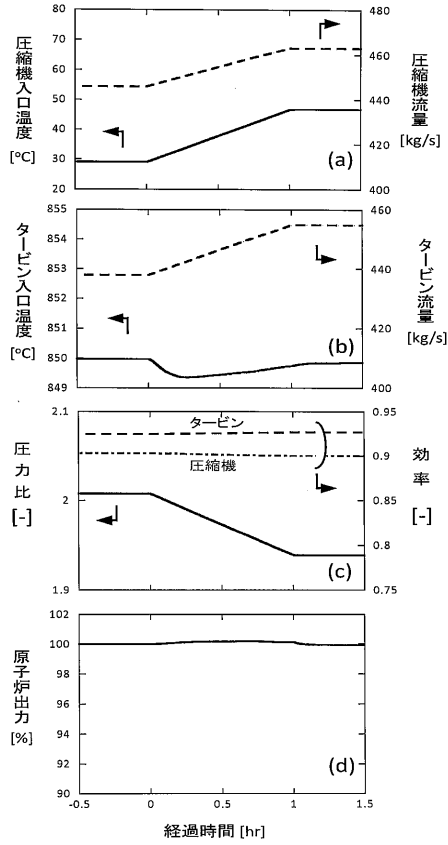 圧縮機入口温度
[°C]
80
70
60
50
40
30
20
480
460
440
420
400
圧縮機流量
[kg/s]
(a)
タービン入口温度
[°C]
855
854
853
852
851
850
849
460
440
420
400
タービン流量
[kg/s]
(b)
圧力比
[-]
2.1
2
1.9
タービン
圧縮機
0.95
0.9
0.85
0.8
0.75
効率
[-]
(c)
原子炉出力
[%]
102
100
98
96
94
92
90
(d)
-0.5
0
0.5
1
1.5
経過時間 [hr]